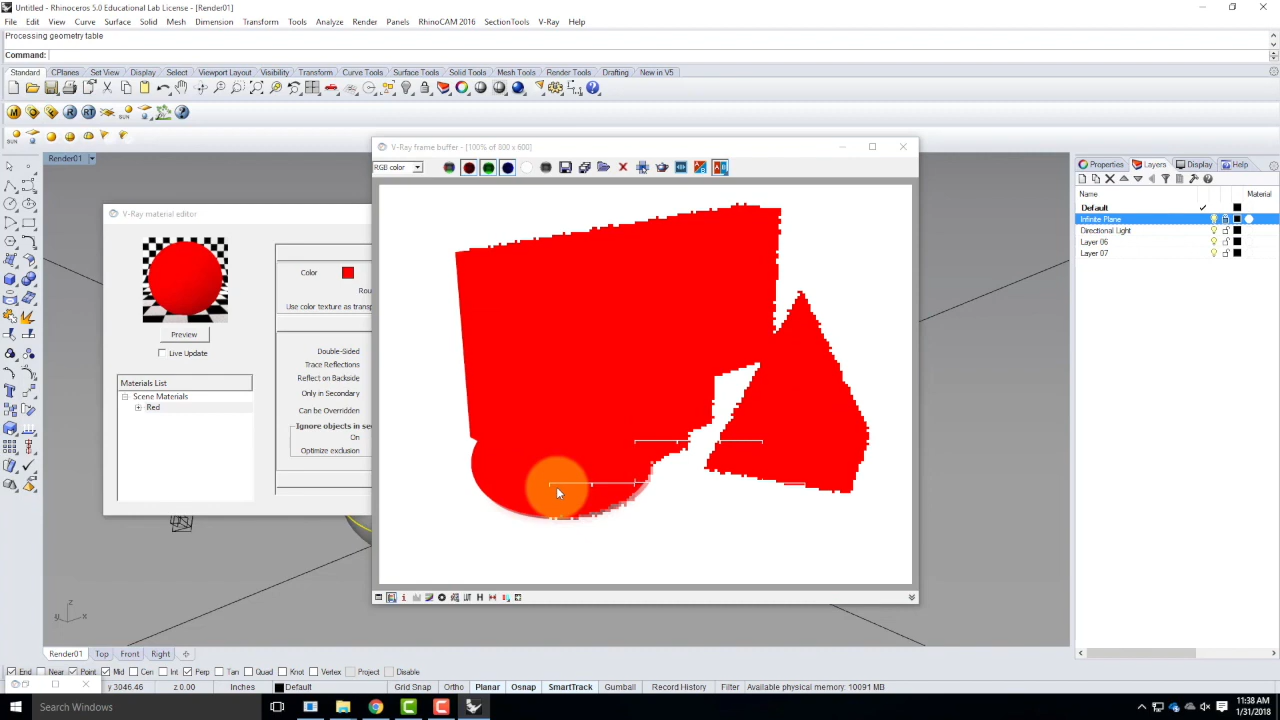 Untitled - Rhinoceros 5.0 Educational Lab License - [Render01]
File Edit View Curve Surface Solid Mesh Dimension Transform Tools Analyze Render Panels RhinoCAM 2016 SectionTools V-Ray Help
Processing geometry table
Command:
Standard CPlanes Set View Display Select Viewport Layout Visibility Transform Curve Tools Surface Tools Solid Tools Mesh Tools Render Tools Drafting New in V5
M R RT SUN
SUN
Render01
V-Ray frame buffer - [100% of 800 x 600]
RGB color
Properties Layers Display Help
Name Material
Default
Infinite Plane
Directional Light
Layer 06
Layer 07
V-Ray material editor
Preview
Live Update
Materials List
Scene Materials
Red
Color
Rou
Use color texture as transp
Double-Sided
Trace Reflections
Reflect on Backside
Only in Secondary
Can be Overridden
Ignore objects in sec
On
Optimize exclusion
z
y x
Render01 Top Front Right
End Near Point Mid Cen Int Perp Tan Quad Knot Vertex Project Disable
y 3046.46 z 0.00 Inches Default Grid Snap Ortho Planar Osnap SmartTrack Gumball Record History Filter Available physical memory: 10091 MB
Search Windows
11:38 AM
1/31/2018